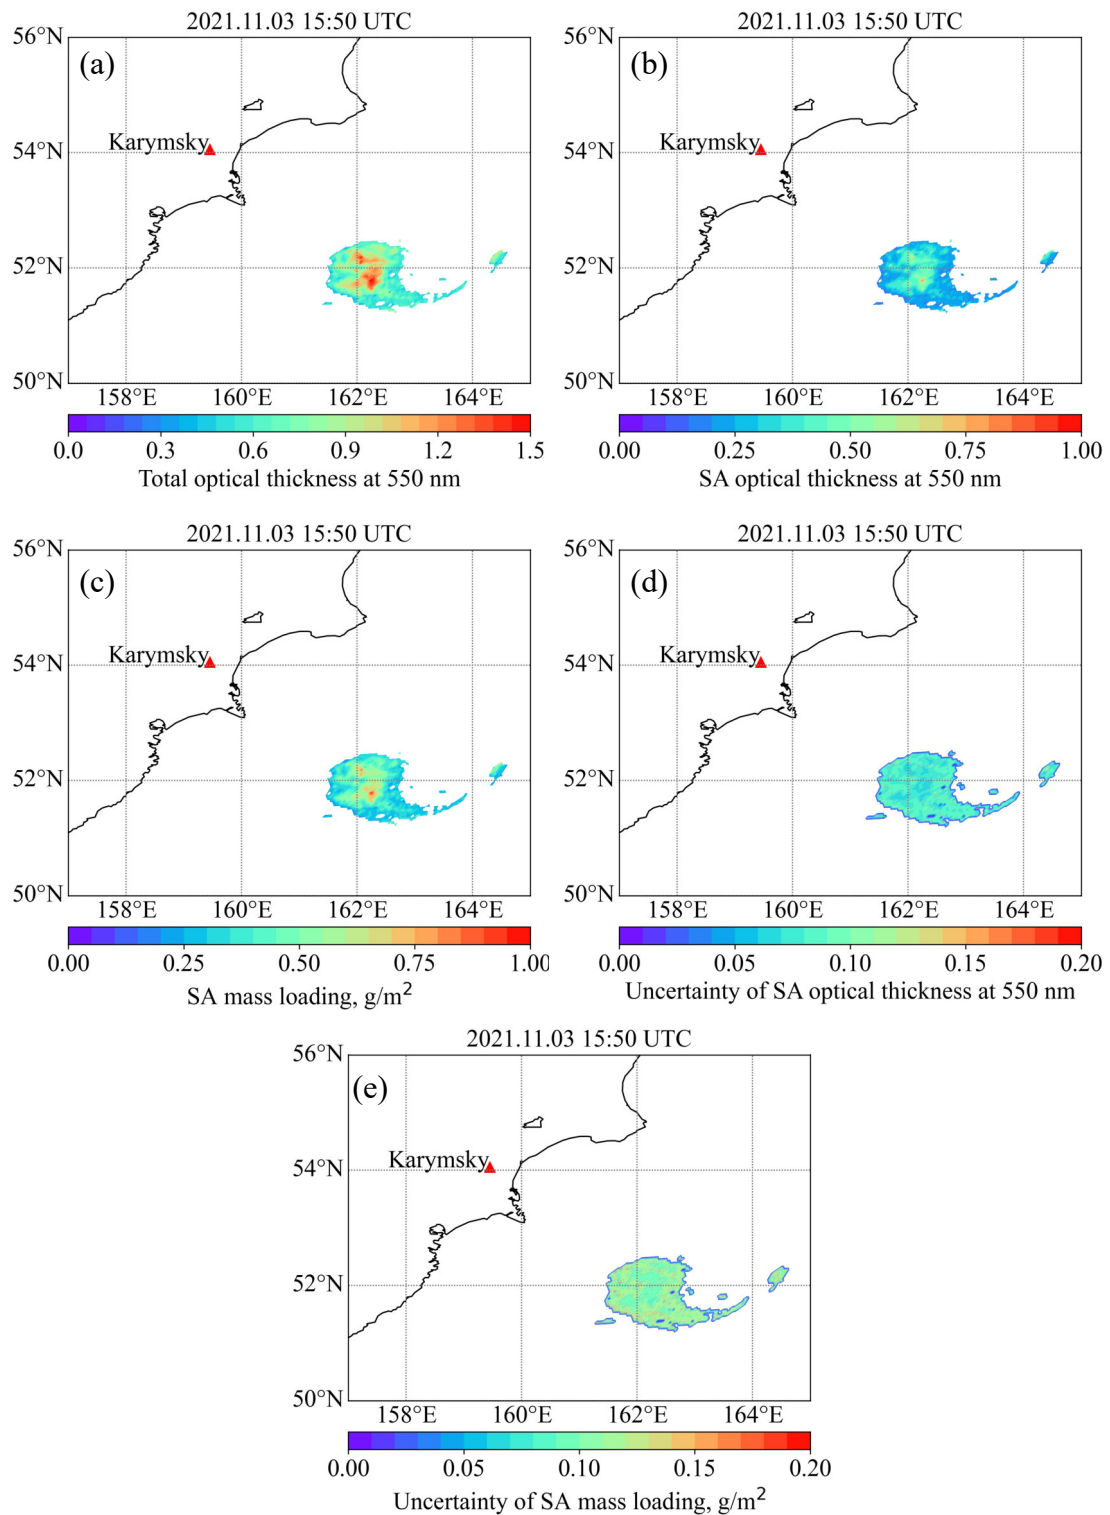 2021.11.03 15:50 UTC
(a)
56°N
54°N
52°N
50°N
Karymsky
158°E 160°E 162°E 164°E
0.0 0.3 0.6 0.9 1.2 1.5
Total optical thickness at 550 nm
2021.11.03 15:50 UTC
(b)
56°N
54°N
52°N
50°N
Karymsky
158°E 160°E 162°E 164°E
0.00 0.25 0.50 0.75 1.00
SA optical thickness at 550 nm
2021.11.03 15:50 UTC
(c)
56°N
54°N
52°N
50°N
Karymsky
158°E 160°E 162°E 164°E
0.00 0.25 0.50 0.75 1.00
SA mass loading, g/m²
2021.11.03 15:50 UTC
(d)
56°N
54°N
52°N
50°N
Karymsky
158°E 160°E 162°E 164°E
0.00 0.05 0.10 0.15 0.20
Uncertainty of SA optical thickness at 550 nm
2021.11.03 15:50 UTC
(e)
56°N
54°N
52°N
50°N
Karymsky
158°E 160°E 162°E 164°E
0.00 0.05 0.10 0.15 0.20
Uncertainty of SA mass loading, g/m²